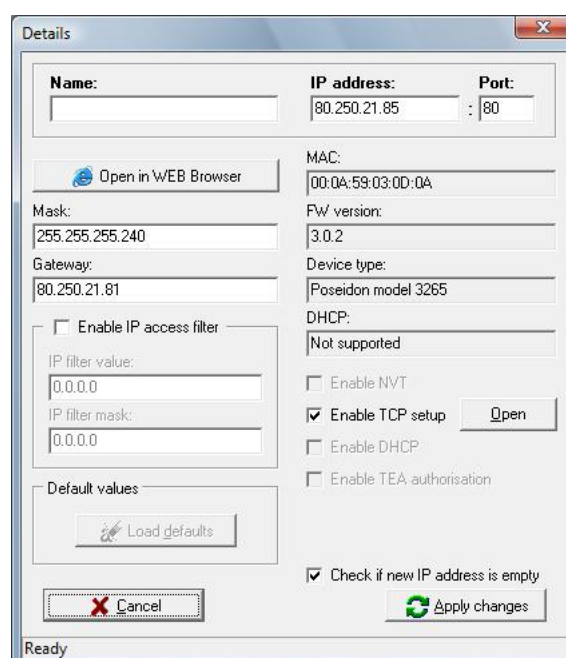 Details
Name:
IP address:
Port:
80.250.21.85
:
80
Open in WEB Browser
MAC:
00:0A:59:03:0D:0A
Mask:
255.255.255.240
FW version:
3.0.2
Gateway:
80.250.21.81
Device type:
Poseidon model 3265
DHCP:
Not supported
Enable IP access filter
IP filter value:
0.0.0.0
IP filter mask:
0.0.0.0
Enable NVT
Enable TCP setup
Open
Enable DHCP
Enable TEA authorisation
Default values
Load defaults
Check if new IP address is empty
Cancel
Apply changes
Ready